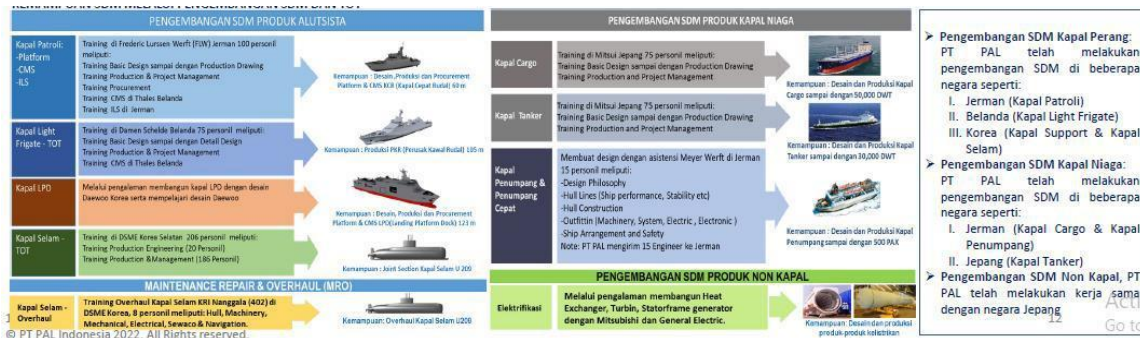 KEMAMPUAN SDM MELALUI PENGEMBANGAN SDM DAN TOT
PENGEMBANGAN SDM PRODUK ALUTSISTA
Kapal Patroli:
-Platform
-CMS
-ILS
Training di Frederic Lurssen Werft (FLW) Jerman 100 personil
meliputi:
Training Basic Design sampai dengan Production Drawing
Training Production & Project Management
Training Procurement
Training CMS di Thales Belanda
Training ILS di Jerman
Kemampuan : Desain, Produksi dan Procurement
Platform & CMS KCR (Kapal Cepat Rudal) 60 m
Kapal Light
Frigate - TOT
Training di Damen Schelde Belanda 75 personil meliputi:
Training Basic Design sampai dengan Detail Design
Training Production & Project Management
Training CMS di Thales Belanda
Kemampuan : Produksi PKR (Perusak Kawal Rudal) 105 m
Kapal LPD
Melalui pengalaman membangun kapal LPD dengan desain
Daewoo Korea serta mempelajari desain Daewoo
Kemampuan : Desain, Produksi dan Procurement
Platform & CMS LPD(Landing Platform Dock) 123 m
Kapal Selam -
TOT
Training di DSME Korea Selatan 206 personil meliputi:
Training Production Engineering (20 Personil)
Training Production &Management (186 Personil)
Kemampuan : Joint Section Kapal Selam U 209
MAINTENANCE REPAIR & OVERHAUL (MRO)
Kapal Selam -
Overhaul
Training Overhaul Kapal Selam KRI Nanggala (402) di
DSME Korea, 8 personil meliputi: Hull, Machinery,
Mechanical, Electrical, Sewaco & Navigation.
Kemampuan: Overhaul Kapal Selam U209
PENGEMBANGAN SDM PRODUK KAPAL NIAGA
Kapal Cargo
Training di Mitsui Jepang 75 personil meliputi:
Training Basic Design sampai dengan Production Drawing
Training Production and Project Management
Kemampuan : Desain dan Produksi Kapal
Cargo sampai dengan 50,000 DWT
Kapal Tanker
Training di Mitsui Jepang 75 personil meliputi:
Training Basic Design sampai dengan Production Drawing
Training Production and Project Management
Kemampuan : Desain dan Produksi Kapal
Tanker sampai dengan 30,000 DWT
Kapal
Penumpang &
Penumpang
Cepat
Membuat design dengan asistensi Meyer Werft di Jerman
15 personil meliputi:
-Design Philosophy
-Hull Lines (Ship performance, Stability etc)
-Hull Construction
-Outfittin (Machinery, System, Electric , Electronic )
-Ship Arrangement and Safety
Note: PT PAL mengirim 15 Engineer ke Jerman
Kemampuan : Desain dan Produksi Kapal
Penumpang sampai dengan 500 PAX
PENGEMBANGAN SDM PRODUK NON KAPAL
Elektrifikasi
Melalui pengalaman membangun Heat
Exchanger, Turbin, Statorframe generator
dengan Mitsubishi dan General Electric.
Kemampuan: Desain dan produksi
produk-produk kelistrikan
➤ Pengembangan SDM Kapal Perang:
PT PAL telah melakukan
pengembangan SDM di beberapa
negara seperti:
I. Jerman (Kapal Patroli)
II. Belanda (Kapal Light Frigate)
III. Korea (Kapal Support & Kapal
Selam)
➤ Pengembangan SDM Kapal Niaga:
PT PAL telah melakukan
pengembangan SDM di beberapa
negara seperti:
I. Jerman (Kapal Cargo & Kapal
Penumpang)
II. Jepang (Kapal Tanker)
➤ Pengembangan SDM Non Kapal, PT
PAL telah melakukan kerja sama
dengan negara Jepang
12
Go to
© PT PAL Indonesia 2022. All Rights reserved.